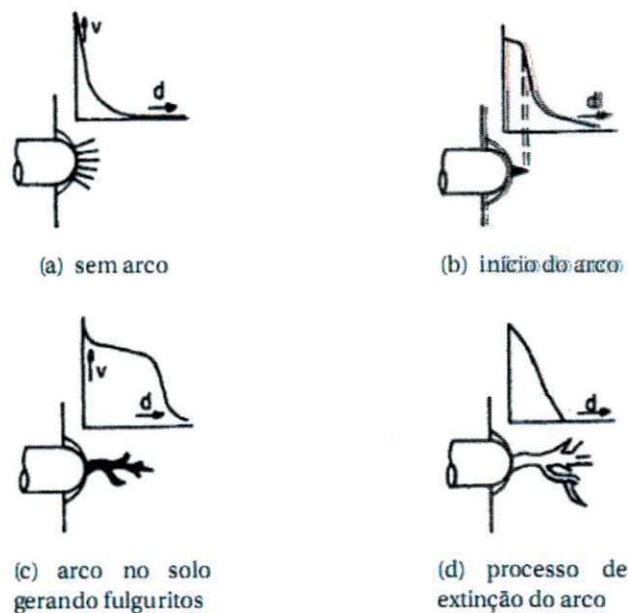 v
d
d
(a) sem arco
(b) início do arco
v
d
d
(c) arco no solo
gerando fulguritos
(d) processo de
extinção do arco